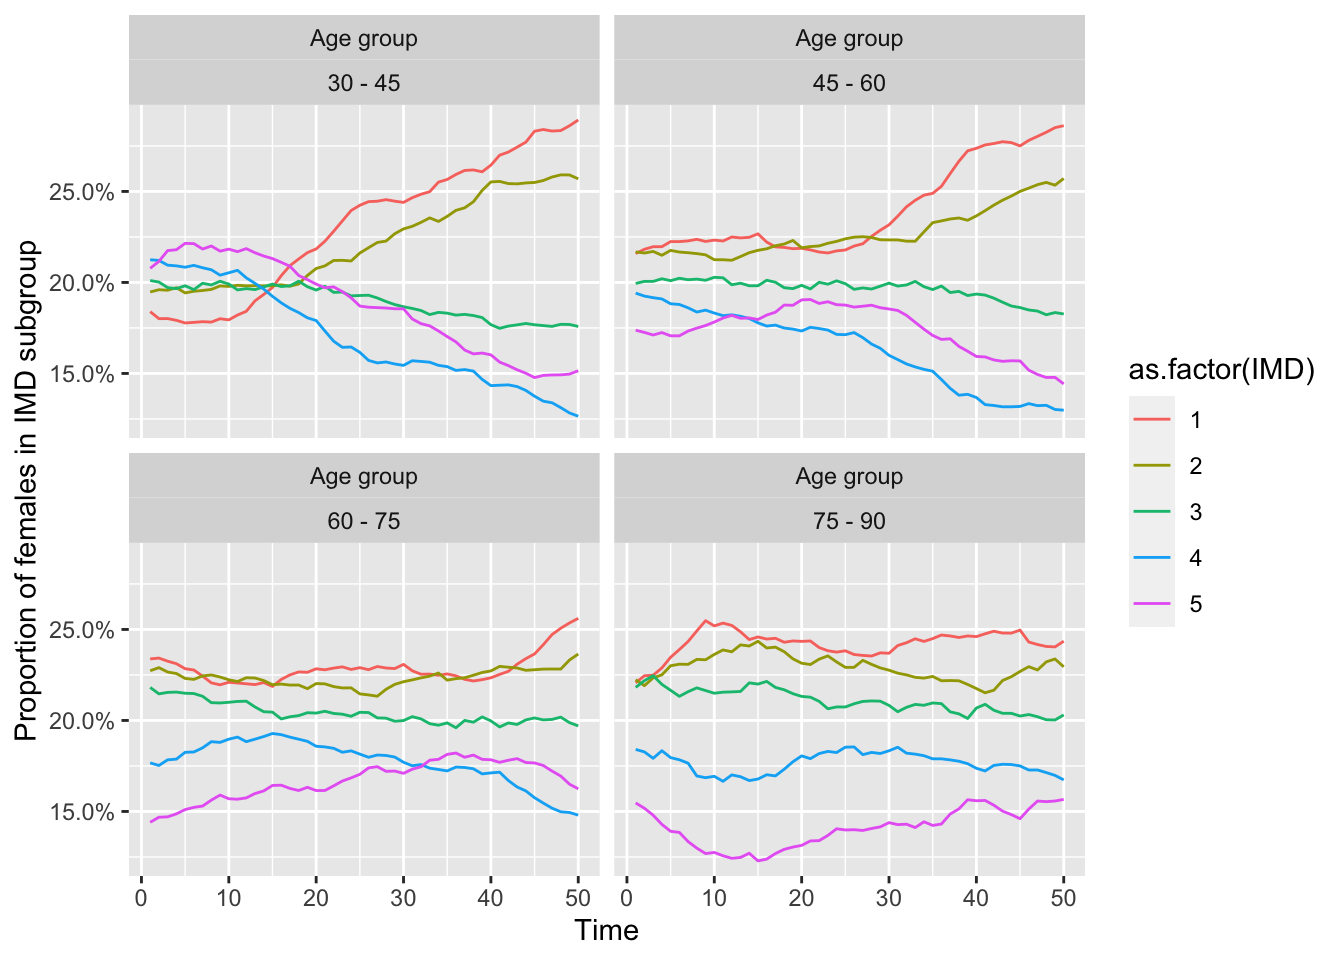 Age group
30 - 45
Age group
45 - 60
25.0%
20.0%
15.0%
Age group
60 - 75
Age group
75 - 90
25.0%
20.0%
15.0%
0 10 20 30 40 50
0 10 20 30 40 50
Time
Proportion of females in IMD subgroup
as.factor(IMD)
1
2
3
4
5